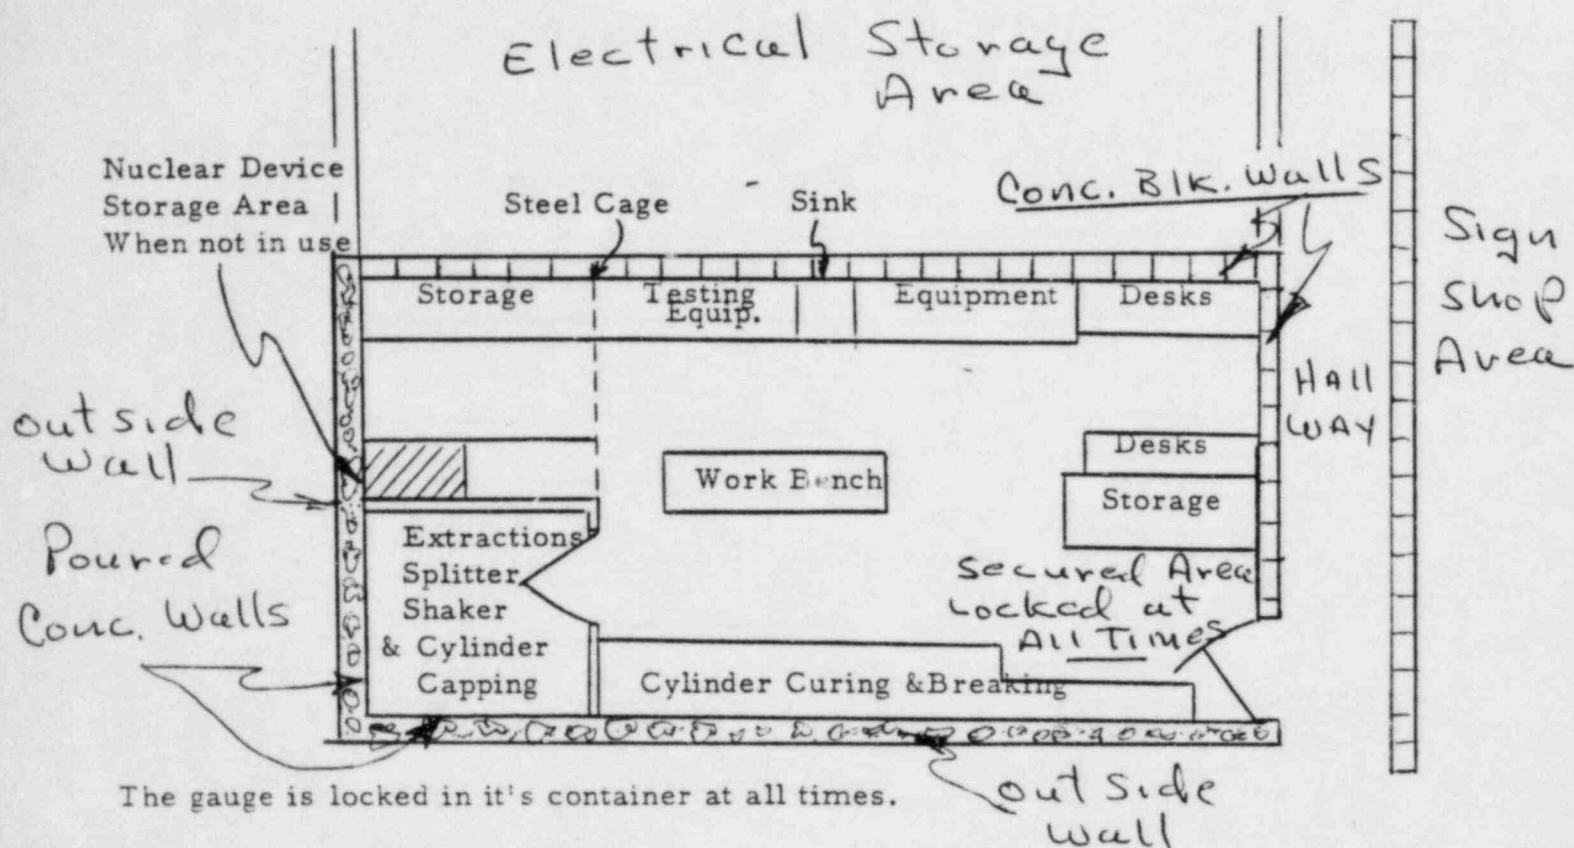 Electrical Storage
Area
Nuclear Device
Storage Area
When not in use
Steel Cage
Sink
Conc. Blk. Walls
Sign
Shop
Area
Storage
Testing
Equip.
Equipment
Desks
Hall
Way
outside
Wall
Desks
Work Bench
Storage
Poured
Conc. Walls
Extractions
Splitter
Shaker
& Cylinder
Capping
Secured Area
Locked at
All Times
Cylinder Curing &Breaking
The gauge is locked in it's container at all times.
out Side
Wall